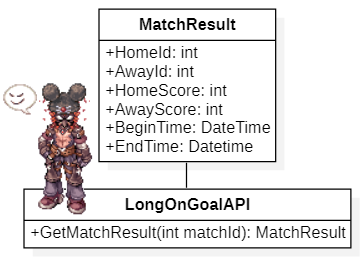 MatchResult
+HomeId: int
+AwayId: int
+HomeScore: int
+AwayScore: int
+BeginTime: DateTime
+EndTime: Datetime
LongOnGoalAPI
+GetMatchResult(int matchId): MatchResult